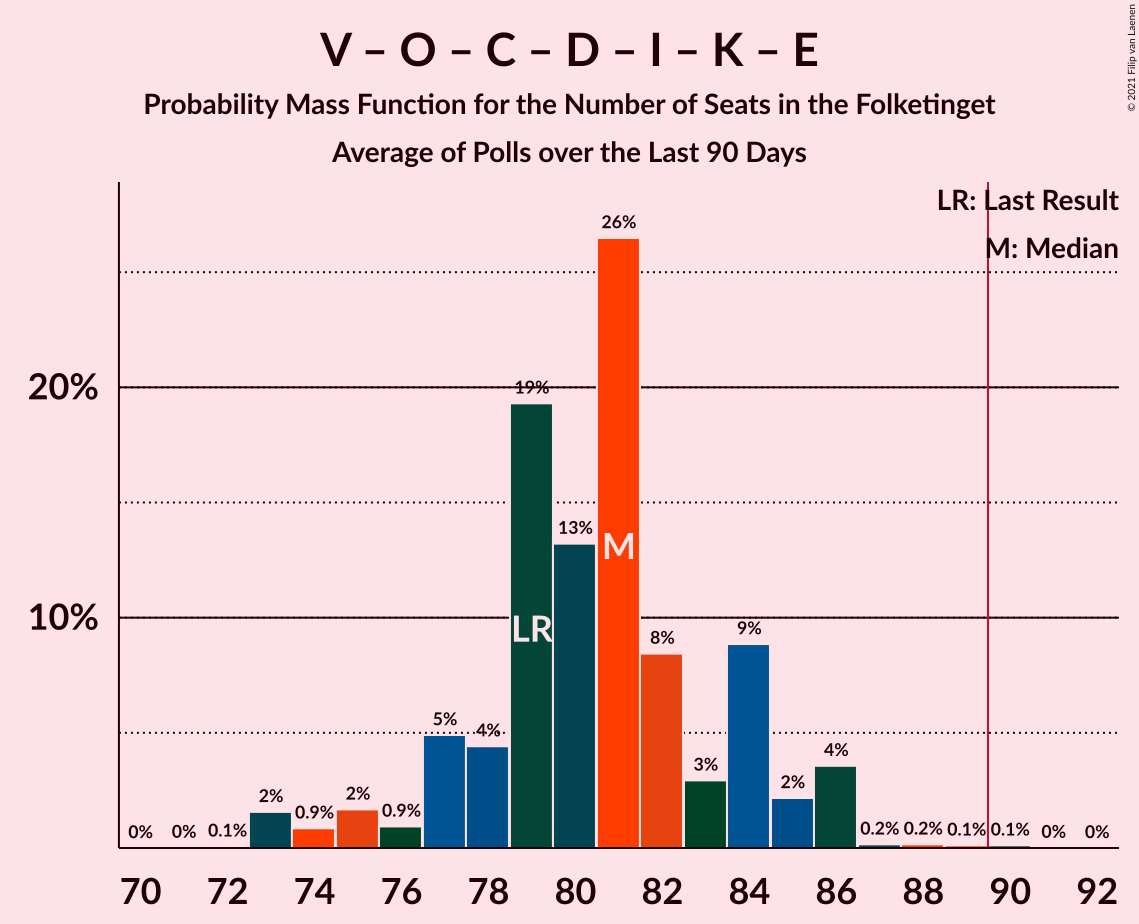 V – O – C – D – I – K – E
Probability Mass Function for the Number of Seats in the Folketinget
Average of Polls over the Last 90 Days
© 2021 Filip van Laenen
LR: Last Result
M: Median
26%
20%
19%
13%
M
10%
LR
9%
8%
5%
4%
4%
3%
2%
2%
2%
0.9%
0.9%
0% 0% 0.1%
0.2% 0.2% 0.1% 0.1% 0% 0%
70 72 74 76 78 80 82 84 86 88 90 92